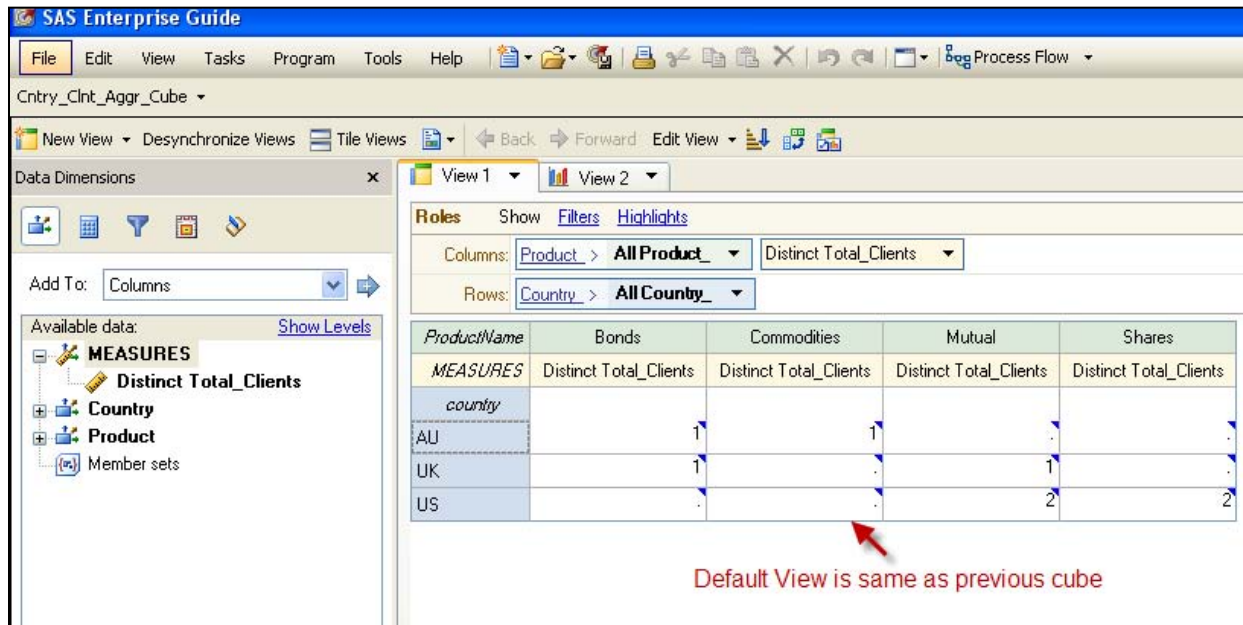 SAS Enterprise Guide
File Edit View Tasks Program Tools Help Process Flow
Cntry_Clnt_Aggr_Cube
New View Desynchronize Views Tile Views Back Forward Edit View
Data Dimensions x
Add To: Columns
Available data: Show Levels
MEASURES
Distinct Total_Clients
Country
Product
Member sets
View 1 View 2
Roles Show Filters Highlights
Columns: Product_ > All Product_ Distinct Total_Clients
Rows: Country_ > All Country_
ProductName Bonds Commodities Mutual Shares
MEASURES Distinct Total_Clients Distinct Total_Clients Distinct Total_Clients Distinct Total_Clients
country
AU 1 1 . .
UK 1 . 1 .
US . . 2 2
Default View is same as previous cube